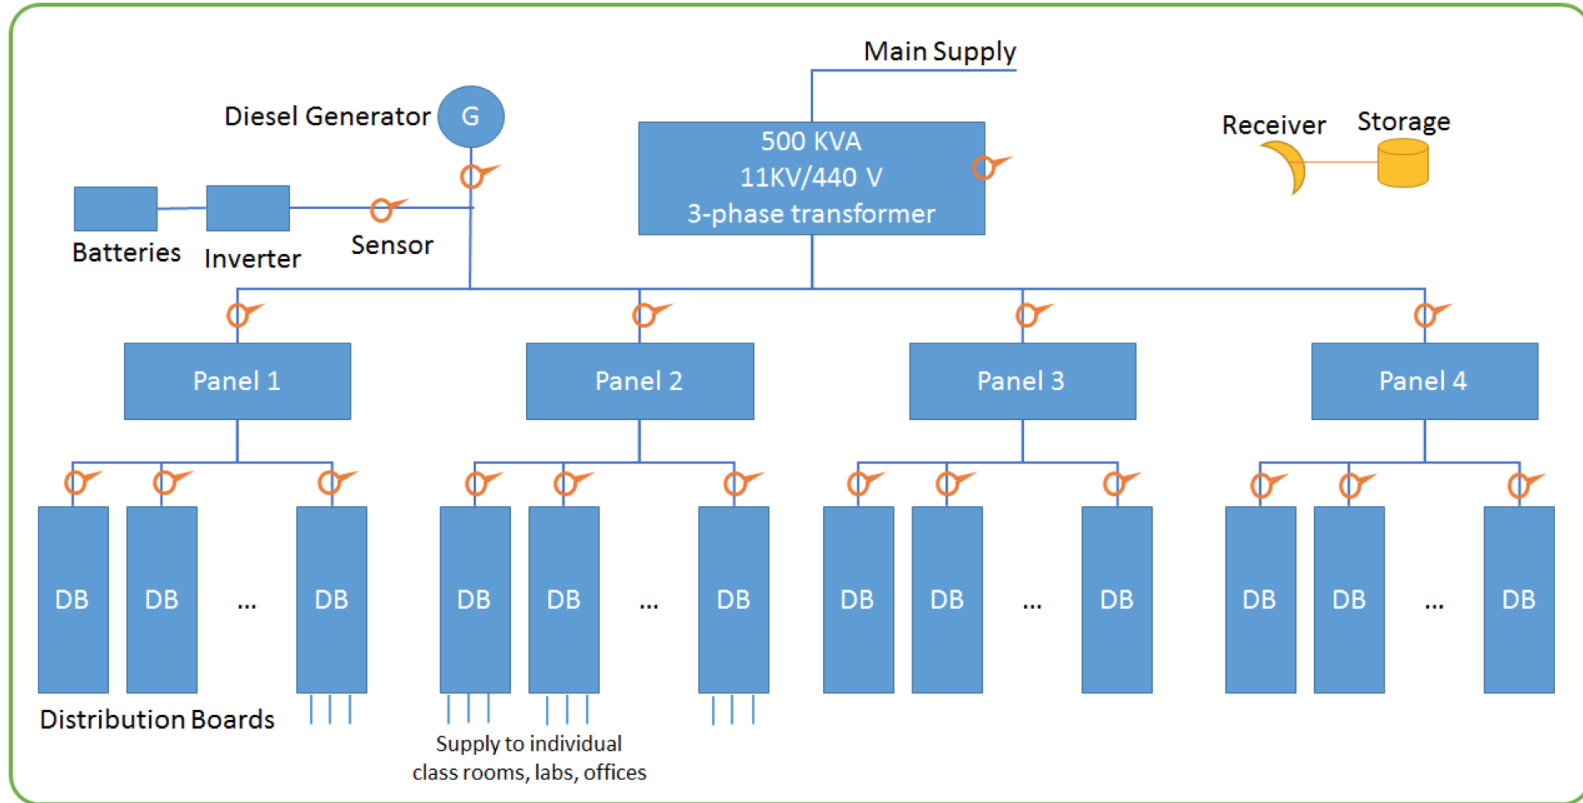 Main Supply
Diesel Generator
G
500 KVA
11KV/440 V
3-phase transformer
Receiver
Storage
Batteries
Inverter
Sensor
Panel 1
Panel 2
Panel 3
Panel 4
DB DB ... DB
DB DB ... DB
DB DB ... DB
DB DB ... DB
Distribution Boards
Supply to individual
class rooms, labs, offices